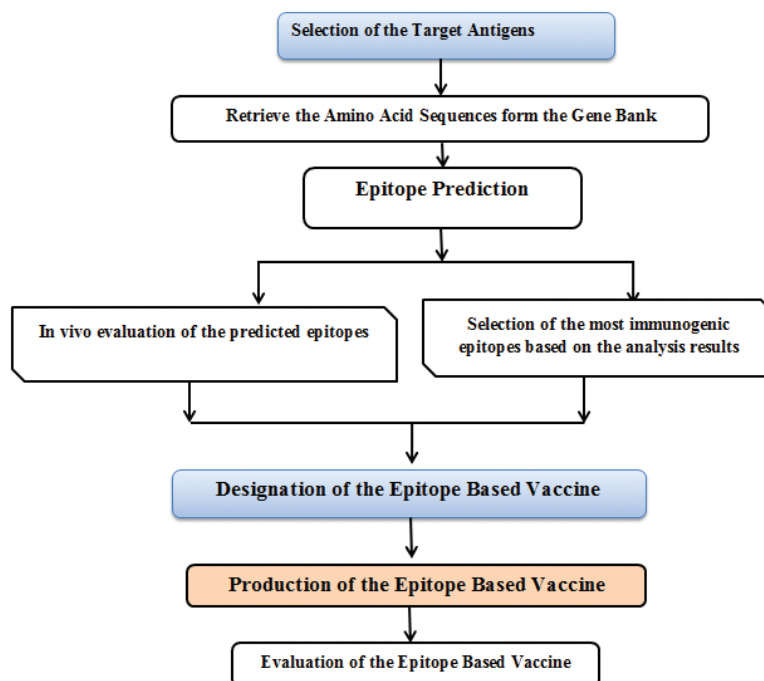 Selection of the Target Antigens
Retrieve the Amino Acid Sequences form the Gene Bank
Epitope Prediction
In vivo evaluation of the predicted epitopes
Selection of the most immunogenic
epitopes based on the analysis results
Designation of the Epitope Based Vaccine
Production of the Epitope Based Vaccine
Evaluation of the Epitope Based Vaccine